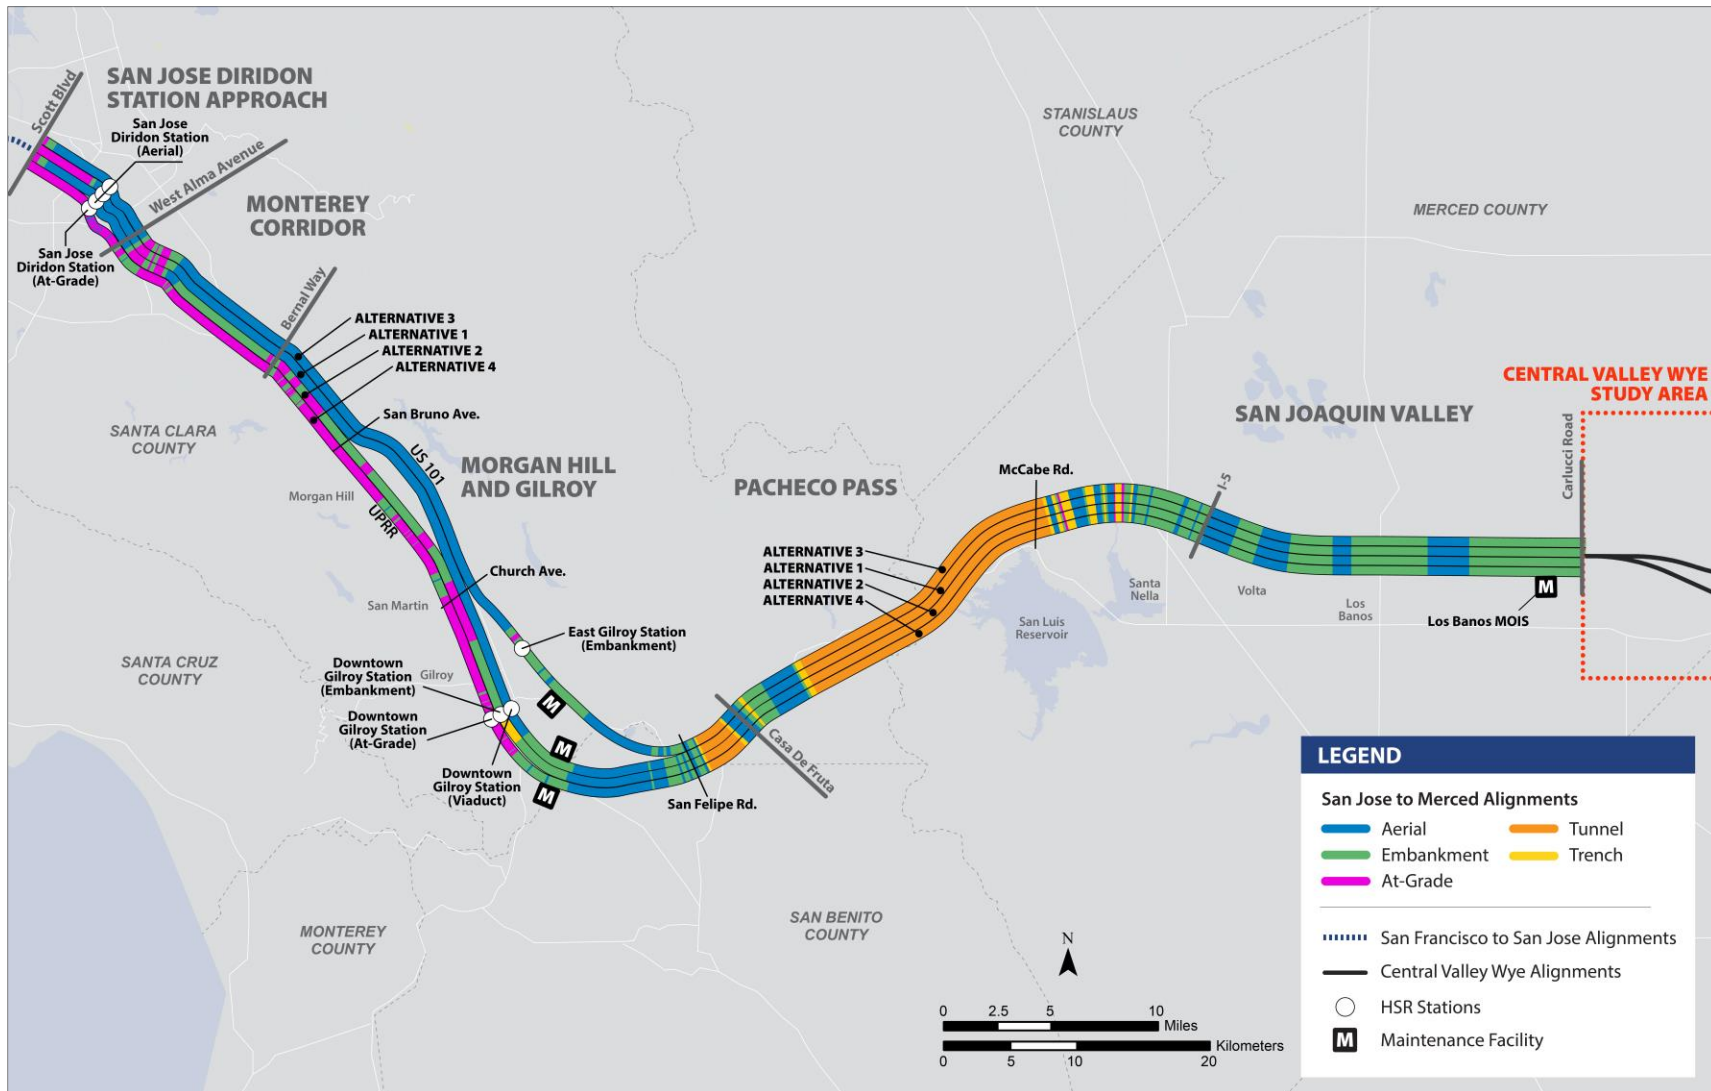 SAN JOSE DIRIDON
STATION APPROACH
Scott Blvd
San Jose
Diridon Station
(Aerial)
West Alma Avenue
MONTEREY
CORRIDOR
San Jose
Diridon Station
(At-Grade)
Bernal Way
ALTERNATIVE 3
ALTERNATIVE 1
ALTERNATIVE 2
ALTERNATIVE 4
San Bruno Ave.
SANTA CLARA
COUNTY
US 101
MORGAN HILL
AND GILROY
Morgan Hill
UPRR
Church Ave.
San Martin
SANTA CRUZ
COUNTY
East Gilroy Station
(Embankment)
Downtown
Gilroy Station
(Embankment)
Gilroy
Downtown
Gilroy Station
(At-Grade)
M
M
M
Downtown
Gilroy Station
(Viaduct)
San Felipe Rd.
Casa De Fruta
MONTEREY
COUNTY
SAN BENITO
COUNTY
STANISLAUS
COUNTY
MERCED COUNTY
PACHECO PASS
McCabe Rd.
ALTERNATIVE 3
ALTERNATIVE 1
ALTERNATIVE 2
ALTERNATIVE 4
San Luis
Reservoir
Santa
Nella
I-5
SAN JOAQUIN VALLEY
Volta
Los
Banos
M
Los Banos MOIS
Carlucci Road
CENTRAL VALLEY WYE
STUDY AREA
N
0 2.5 5 10
Miles
Kilometers
0 5 10 20
LEGEND
San Jose to Merced Alignments
Aerial
Tunnel
Embankment
Trench
At-Grade
San Francisco to San Jose Alignments
Central Valley Wye Alignments
HSR Stations
M Maintenance Facility